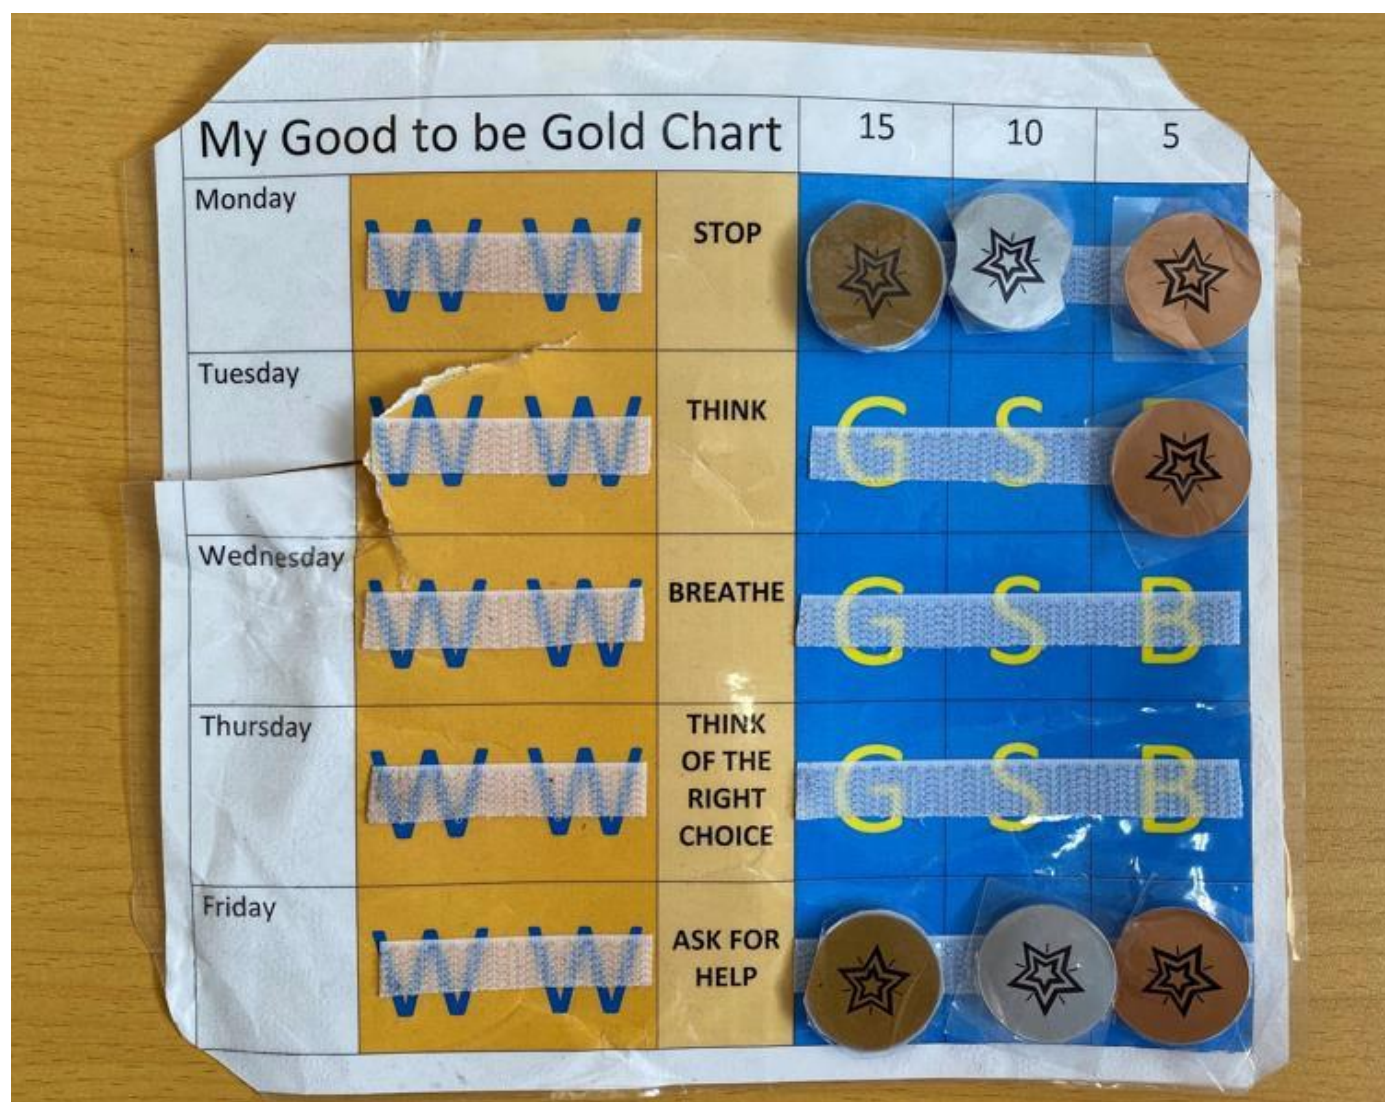 My Good to be Gold Chart 15 10 5
Monday
W W
STOP
Tuesday
W W
THINK
G S
Wednesday
W W
BREATHE
G S B
Thursday
W W
THINK
OF THE
RIGHT
CHOICE
G S B
Friday
W W
ASK FOR
HELP